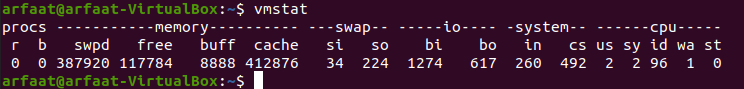 arfaat@arfaat-VirtualBox:~$ vmstat
procs -----------memory---------- ---swap-- -----io---- -system-- ------cpu-----
 r  b   swpd   free   buff  cache   si   so    bi    bo   in   cs us sy id wa st
 0  0 387920 117784   8888 412876   34  224  1274   617  260  492  2  2 96  1  0
arfaat@arfaat-VirtualBox:~$